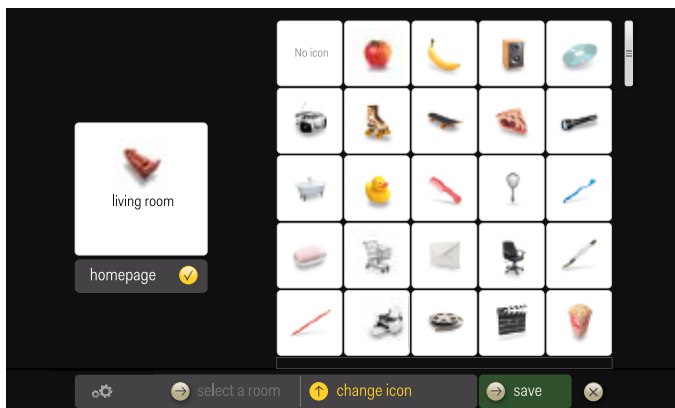 No icon
living room
homepage
select a room
change icon
save